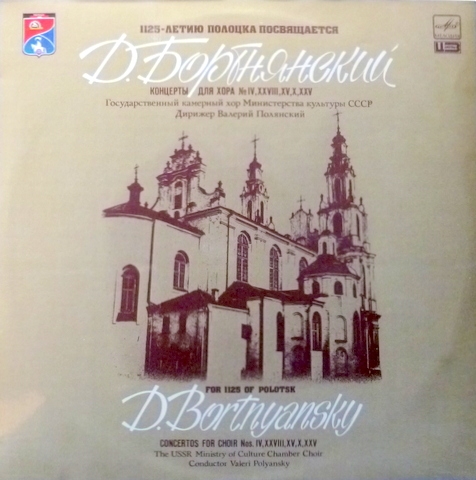 1125-ЛЕТИЮ ПОЛОЦКА ПОСВЯЩАЕТСЯ
Д. Бортнянский
КОНЦЕРТЫ ДЛЯ ХОРА № IV, XXVIII, XV, X, XXV
Государственный камерный хор Министерства культуры СССР
Дирижер Валерий Полянский
FOR 1125 OF POLOTSK
D. Bortnyansky
CONCERTOS FOR CHOIR Nos. IV, XXVIII, XV, X, XXV
The USSR Ministry of Culture Chamber Choir
Conductor Valeri Polyansky